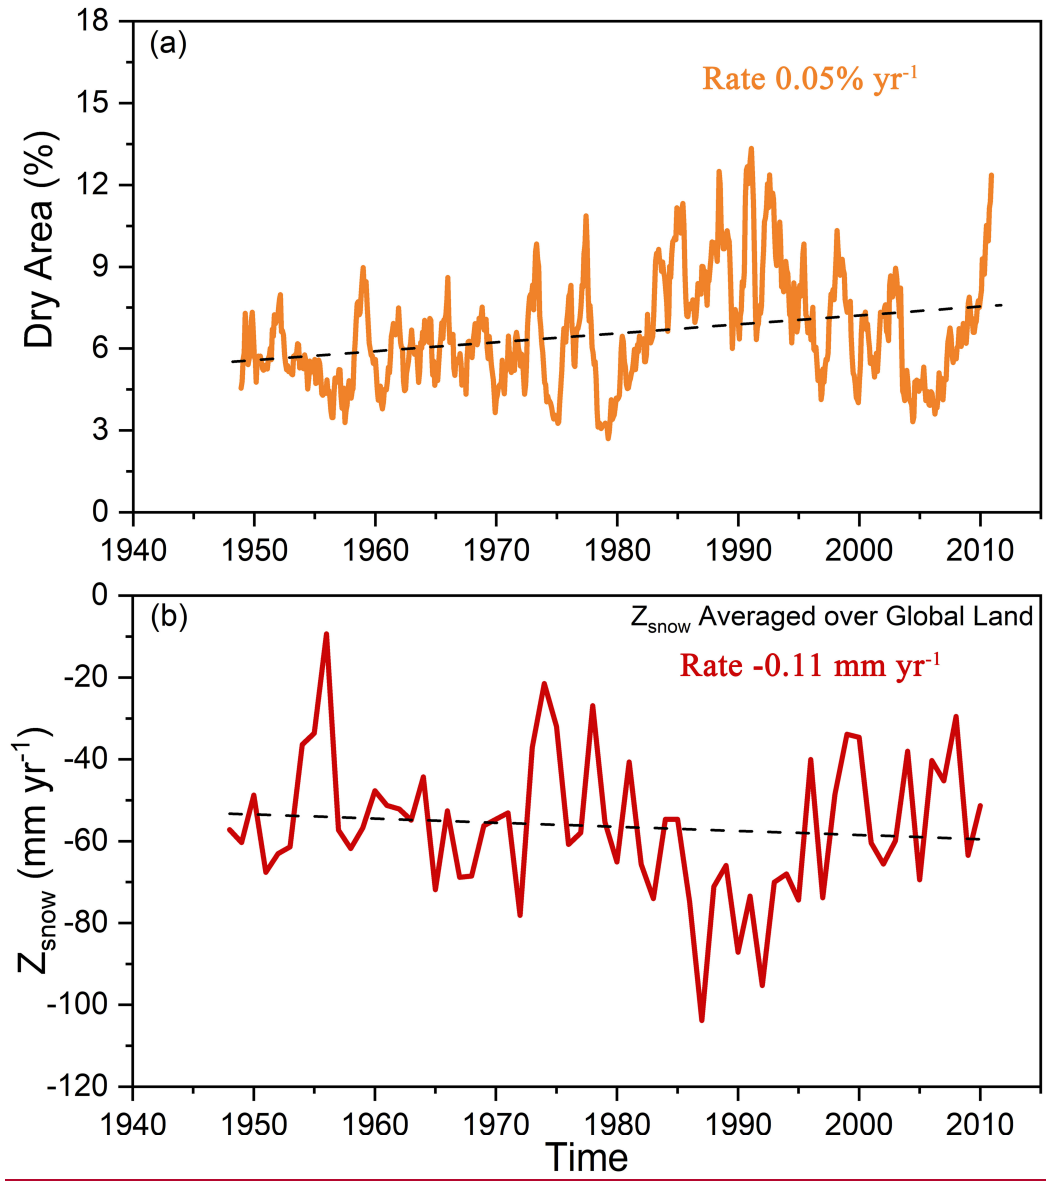 18
(a)
Rate 0.05% yr-1
15
12
9
6
3
0
Dry Area (%)
1940 1950 1960 1970 1980 1990 2000 2010
0
(b)
Zsnow Averaged over Global Land
Rate -0.11 mm yr-1
-20
-40
-60
-80
-100
-120
Zsnow (mm yr-1)
1940 1950 1960 1970 1980 1990 2000 2010
Time